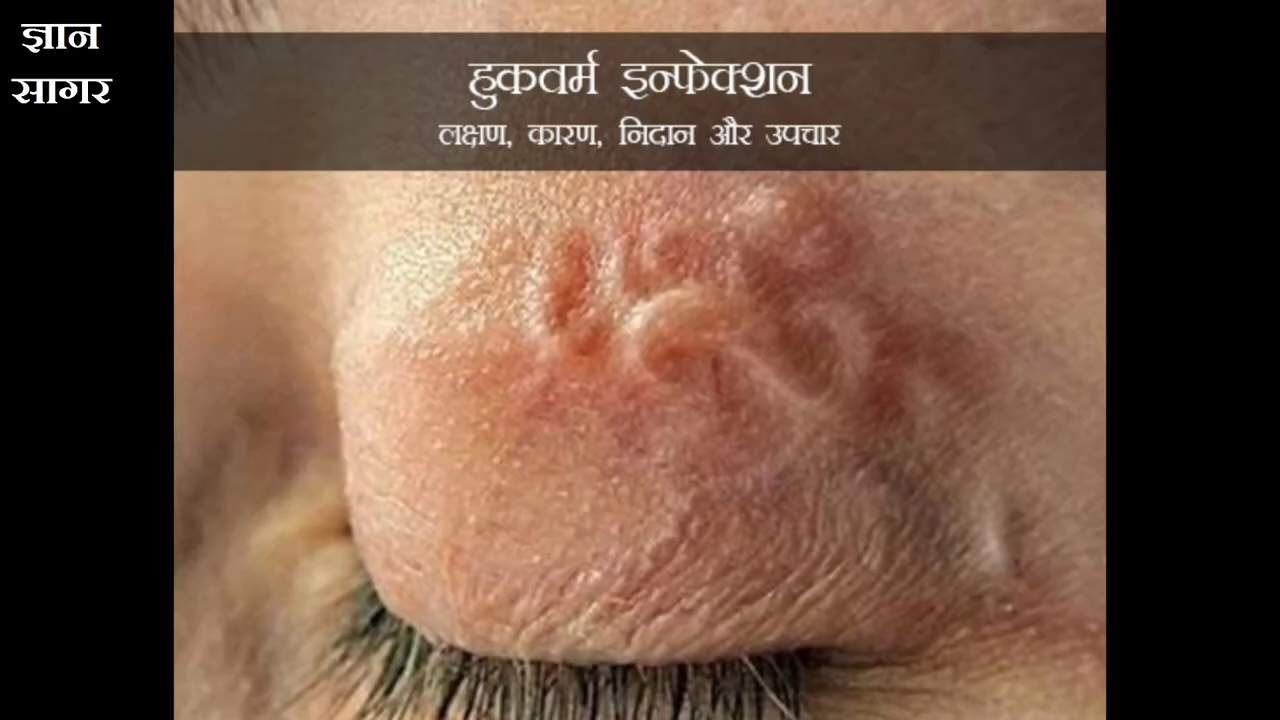 ज्ञान
सागर
हुकवर्म इन्फेक्शन
लक्षण, कारण, निदान और उपचार